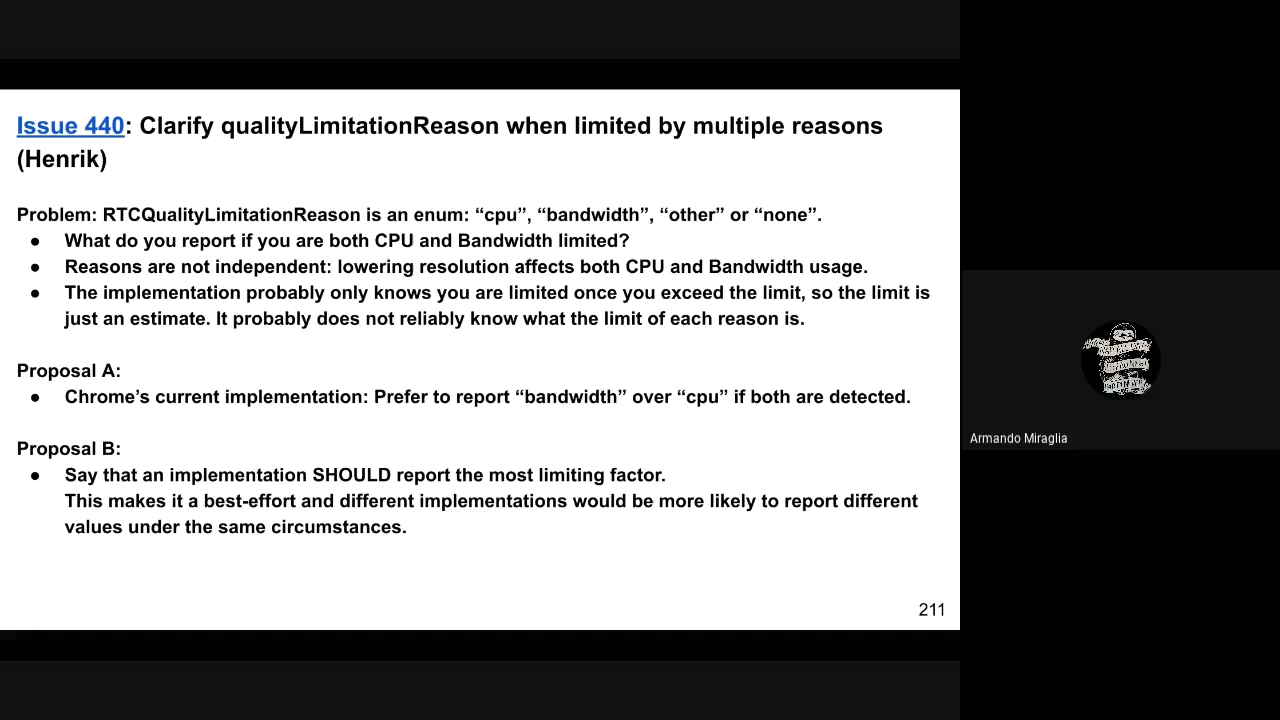 Issue 440: Clarify qualityLimitationReason when limited by multiple reasons
(Henrik)
Problem: RTCQualityLimitationReason is an enum: “cpu”, “bandwidth”, “other” or “none”.
● What do you report if you are both CPU and Bandwidth limited?
● Reasons are not independent: lowering resolution affects both CPU and Bandwidth usage.
● The implementation probably only knows you are limited once you exceed the limit, so the limit is
just an estimate. It probably does not reliably know what the limit of each reason is.
Proposal A:
● Chrome’s current implementation: Prefer to report “bandwidth” over “cpu” if both are detected.
Proposal B:
● Say that an implementation SHOULD report the most limiting factor.
This makes it a best-effort and different implementations would be more likely to report different
values under the same circumstances.
211
Armando Miraglia